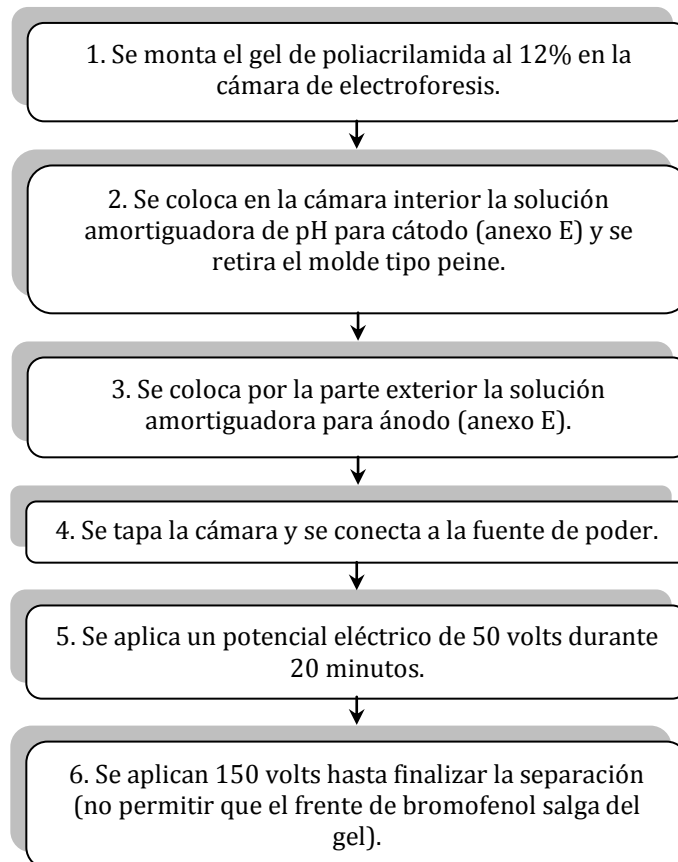 1. Se monta el gel de poliacrilamida al 12% en la
cámara de electroforesis.
2. Se coloca en la cámara interior la solución
amortiguadora de pH para cátodo (anexo E) y se
retira el molde tipo peine.
3. Se coloca por la parte exterior la solución
amortiguadora para ánodo (anexo E).
4. Se tapa la cámara y se conecta a la fuente de poder.
5. Se aplica un potencial eléctrico de 50 volts durante
20 minutos.
6. Se aplican 150 volts hasta finalizar la separación
(no permitir que el frente de bromofenol salga del
gel).